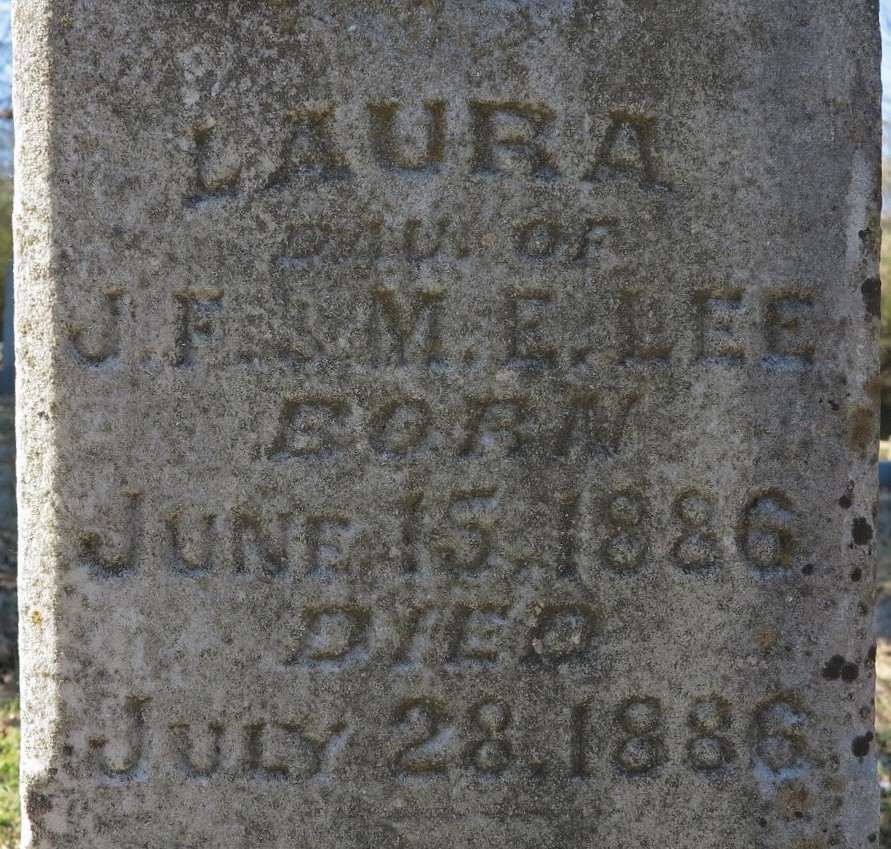 LAURA
DAU. OF
J. F. & M. E. LEE
BORN
JUNE 15, 1886.
DIED
JULY 28, 1886.